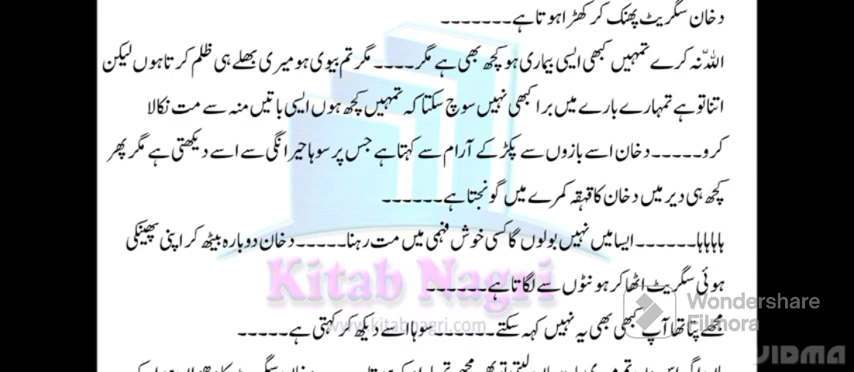 دخان سگریٹ پھنک کر کھڑا ہوتا ہے۔۔۔۔۔۔۔
اللہ نہ کرے تمہیں کبھی ایسی بیماری ہو کچھ بھی ہے مگر۔۔۔۔ مگر تم بیوی ہو میری بھلے ہی ظلم کرتا ہوں لیکن
اتنا تو ہے تمہارے بارے میں برا کبھی نہیں سوچ سکتا کہ تمہیں کچھ ہوں ایسی باتیں منہ سے مت نکالا
کرو۔۔۔۔۔ دخان اسے بازوں سے پکڑ کے آرام سے کہتا ہے جس پر سوہا حیرانگی سے اسے دیکھتی ہے مگر پھر
کچھ ہی دیر میں دخان کا قہقہ کمرے میں گونجتا ہے۔۔۔۔۔۔
ہاہاہاہا۔۔۔۔۔۔ ایسا میں نہیں بولوں گا کسی خوش فہمی میں مت رہنا۔۔۔۔۔ دخان دوبارہ بیٹھ کر اپنی پھینکی
ہوئی سگریٹ اٹھا کر ہونٹوں سے لگاتا ہے۔۔۔۔۔۔
Kitab Nagri
www.kitabnagri.com
مجھے پتا تھا آپ کبھی بھی یہ نہیں کہہ سکتے۔۔۔۔۔۔ سوہا اسے دیکھ کر کہتی ہے۔۔۔۔۔
Wondershare
Filmora
VIDMA